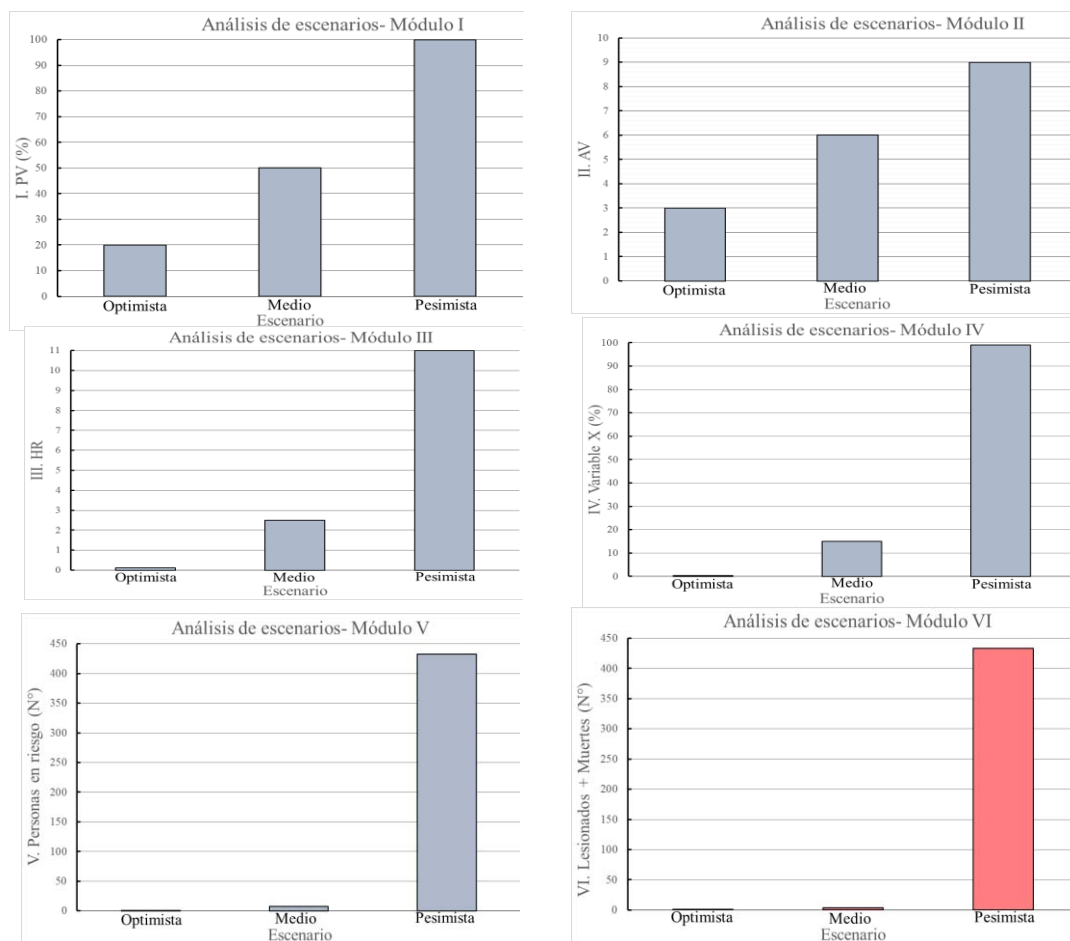 Análisis de escenarios- Módulo I
I. PV (%)
100
90
80
70
60
50
40
30
20
10
0
Optimista Medio Pesimista
Escenario
Análisis de escenarios- Módulo II
II. AV
10
9
8
7
6
5
4
3
2
1
0
Optimista Medio Pesimista
Escenario
Análisis de escenarios- Módulo III
III. HR
11
10
9
8
7
6
5
4
3
2
1
0
Optimista Medio Pesimista
Escenario
Análisis de escenarios- Módulo IV
IV. Variable X (%)
100
90
80
70
60
50
40
30
20
10
0
Optimista Medio Pesimista
Escenario
Análisis de escenarios- Módulo V
V. Personas en riesgo (N°)
450
400
350
300
250
200
150
100
50
0
Optimista Medio Pesimista
Escenario
Análisis de escenarios- Módulo VI
VI. Lesionados + Muertes (N°)
450
400
350
300
250
200
150
100
50
0
Optimista Medio Pesimista
Escenario